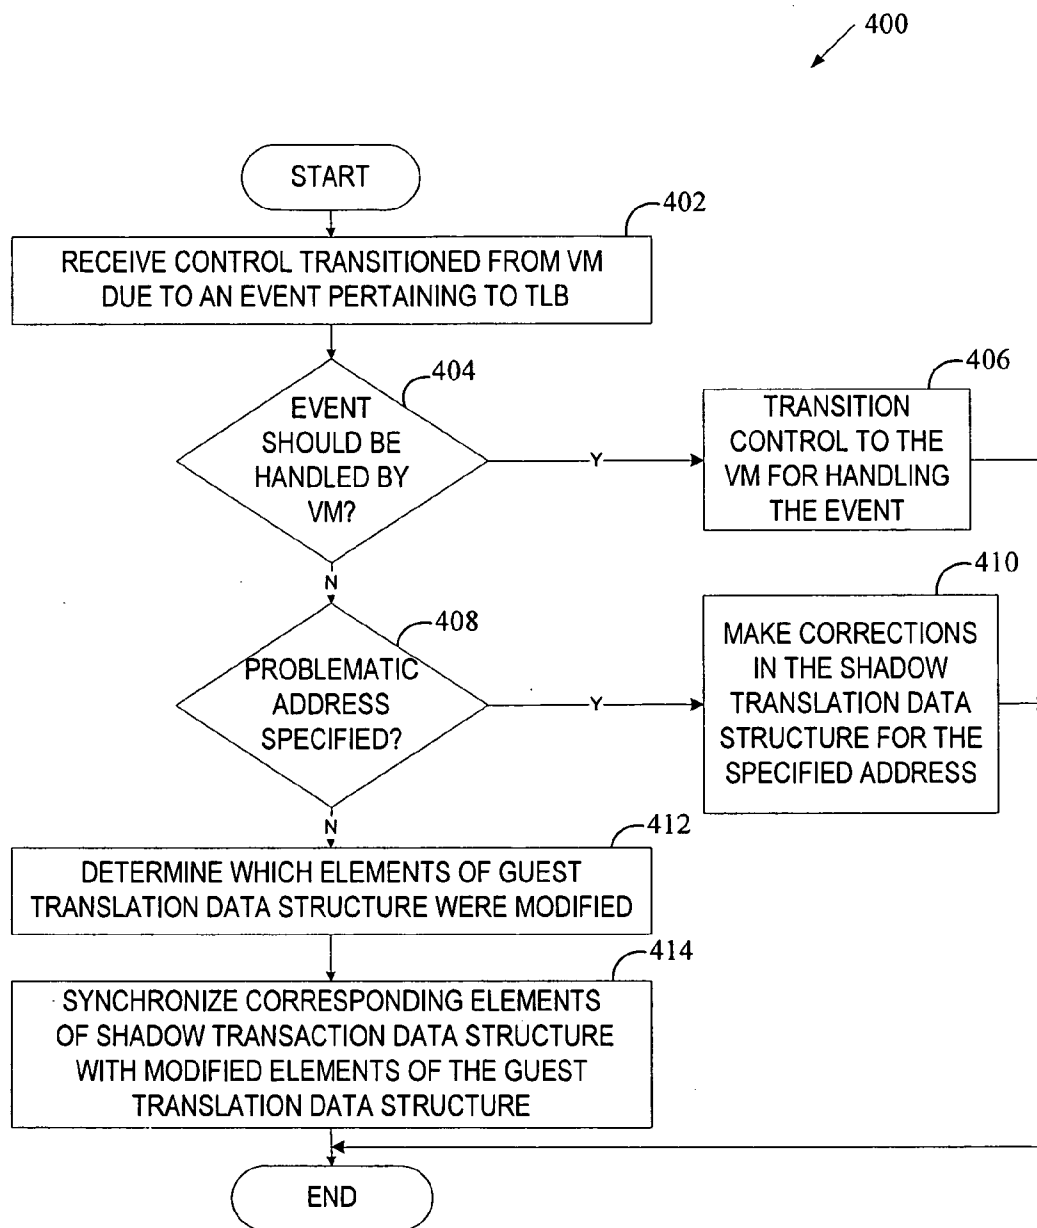 400
START
402
RECEIVE CONTROL TRANSITIONED FROM VM
DUE TO AN EVENT PERTAINING TO TLB
404
EVENT
SHOULD BE
HANDLED BY
VM?
Y
406
TRANSITION
CONTROL TO THE
VM FOR HANDLING
THE EVENT
N
408
PROBLEMATIC
ADDRESS
SPECIFIED?
Y
410
MAKE CORRECTIONS
IN THE SHADOW
TRANSLATION DATA
STRUCTURE FOR THE
SPECIFIED ADDRESS
N
412
DETERMINE WHICH ELEMENTS OF GUEST
TRANSLATION DATA STRUCTURE WERE MODIFIED
414
SYNCHRONIZE CORRESPONDING ELEMENTS
OF SHADOW TRANSACTION DATA STRUCTURE
WITH MODIFIED ELEMENTS OF THE GUEST
TRANSLATION DATA STRUCTURE
END